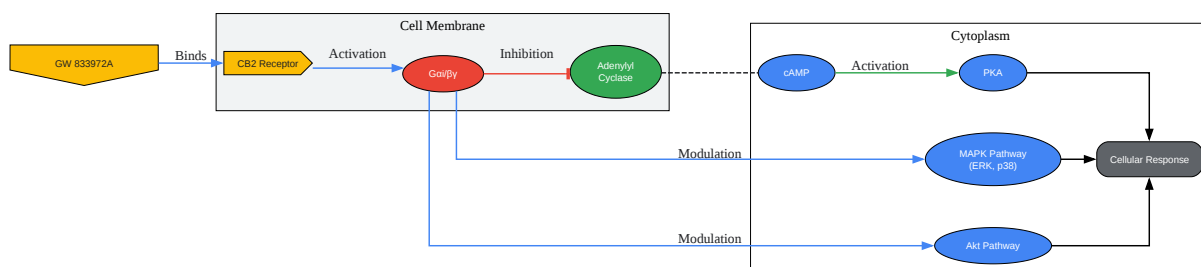 Cell Membrane
Cytoplasm
GW 833972A
Binds
CB2 Receptor
Activation
Gαi/βγ
Inhibition
Adenylyl
Cyclase
cAMP
Activation
PKA
Modulation
MAPK Pathway
(ERK, p38)
Cellular Response
Modulation
Akt Pathway